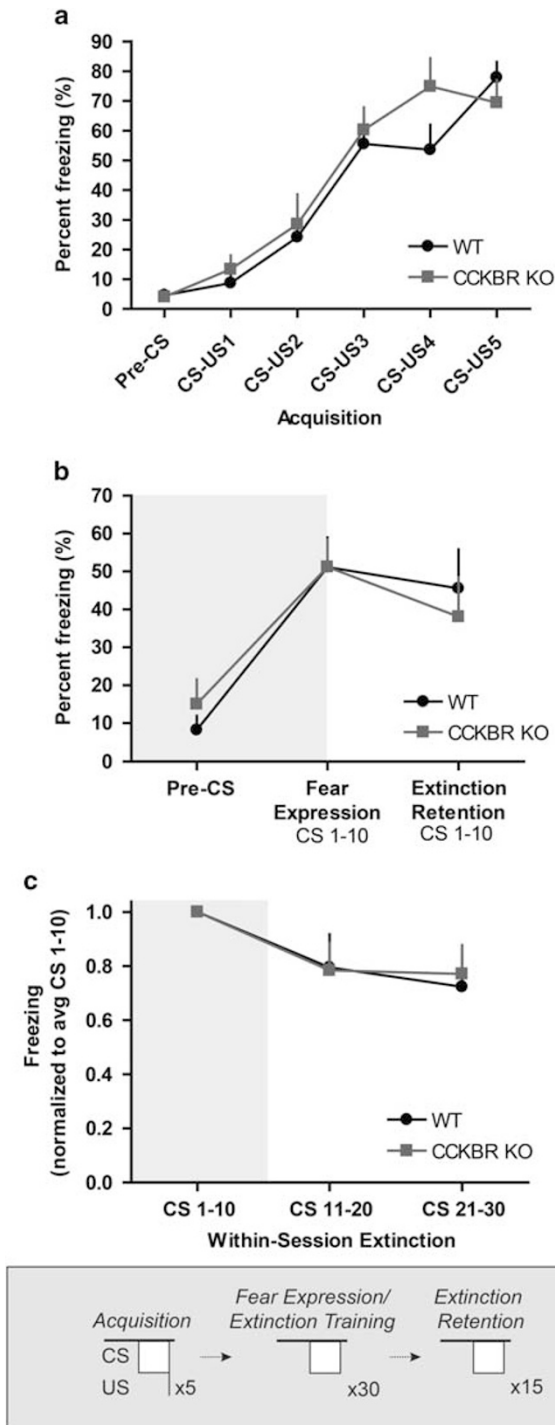 a
Percent freezing (%)
90
80
70
60
50
40
30
20
10
0
WT
CCKBR KO
Pre-CS
CS-US1
CS-US2
CS-US3
CS-US4
CS-US5
Acquisition
b
Percent freezing (%)
70
60
50
40
30
20
10
0
WT
CCKBR KO
Pre-CS
Fear
Expression
CS 1-10
Extinction
Retention
CS 1-10
c
Freezing
(normalized to avg CS 1-10)
1.0
0.8
0.6
0.4
0.2
0.0
WT
CCKBR KO
CS 1-10
CS 11-20
CS 21-30
Within-Session Extinction
Acquisition
CS
US
x5
Fear Expression/
Extinction Training
x30
Extinction
Retention
x15